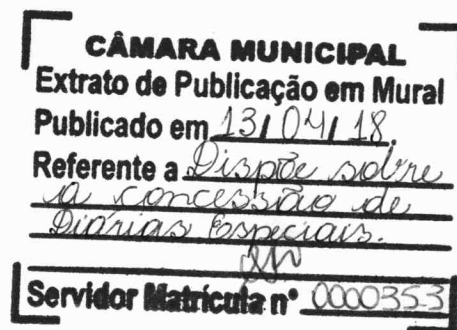 CÂMARA MUNICIPAL
Extrato de Publicação em Mural
Publicado em 13/04/18.
Referente a Dispõe sobre
a concessão de
Diárias Especiais.
Servidor Matrícula nº 0000353